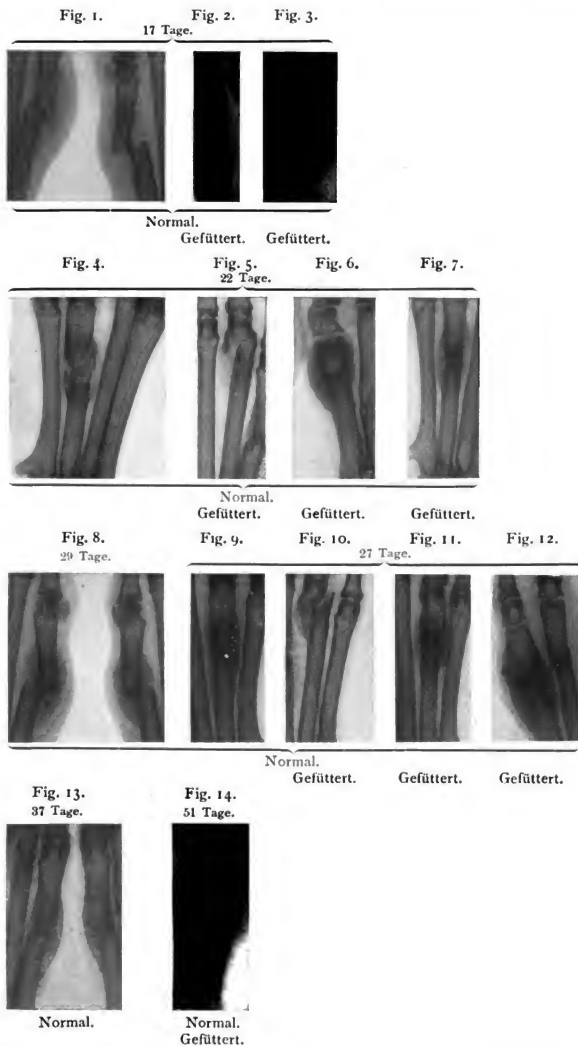 Fig. 1. Fig. 2. Fig. 3.
17 Tage.
Normal.
Gefüttert. Gefüttert.
Fig. 4. Fig. 5. Fig. 6. Fig. 7.
22 Tage.
Normal.
Gefüttert. Gefüttert. Gefüttert.
Fig. 8. Fig. 9. Fig. 10. Fig. 11. Fig. 12.
29 Tage. 27 Tage.
Normal.
Gefüttert. Gefüttert. Gefüttert.
Fig. 13. Fig. 14.
37 Tage. 51 Tage.
Normal. Normal.
Gefüttert.